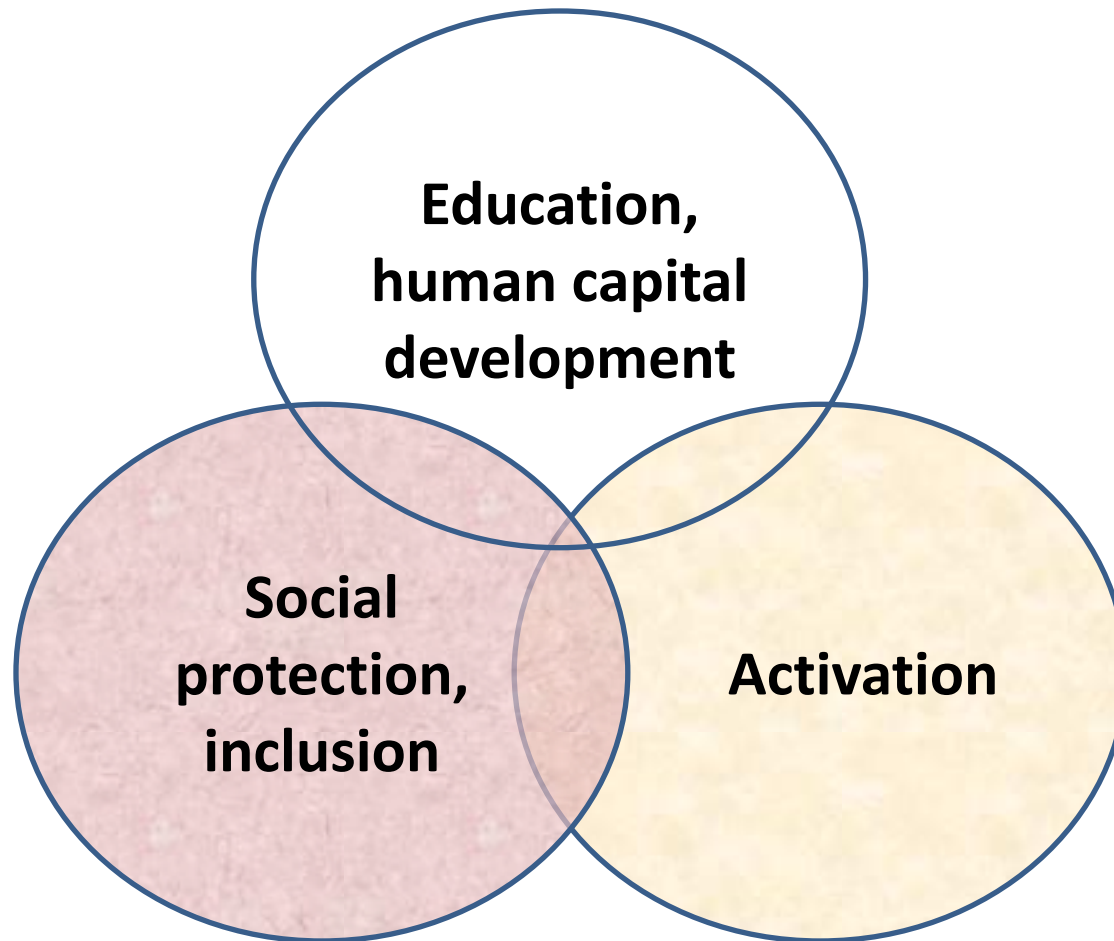 Education,
human capital
development
Social
protection,
inclusion
Activation